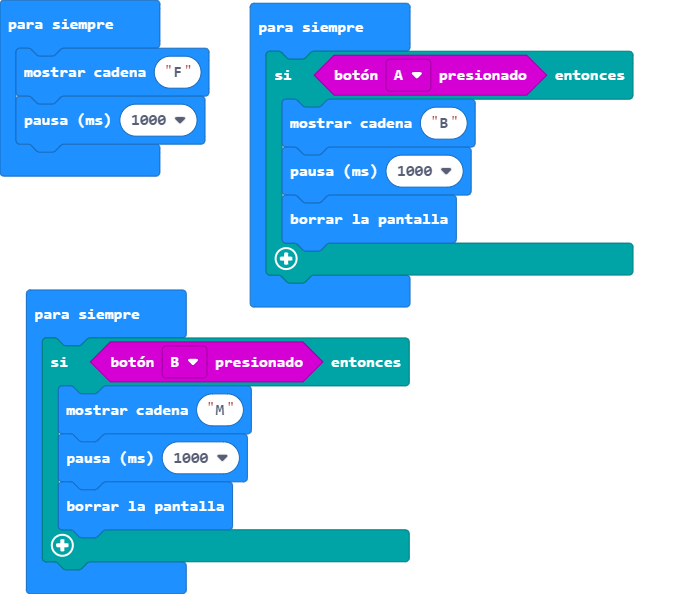 para siempre
mostrar cadena "F"
pausa (ms) 1000
para siempre
si botón A presionado entonces
mostrar cadena "B"
pausa (ms) 1000
borrar la pantalla
para siempre
si botón B presionado entonces
mostrar cadena "M"
pausa (ms) 1000
borrar la pantalla